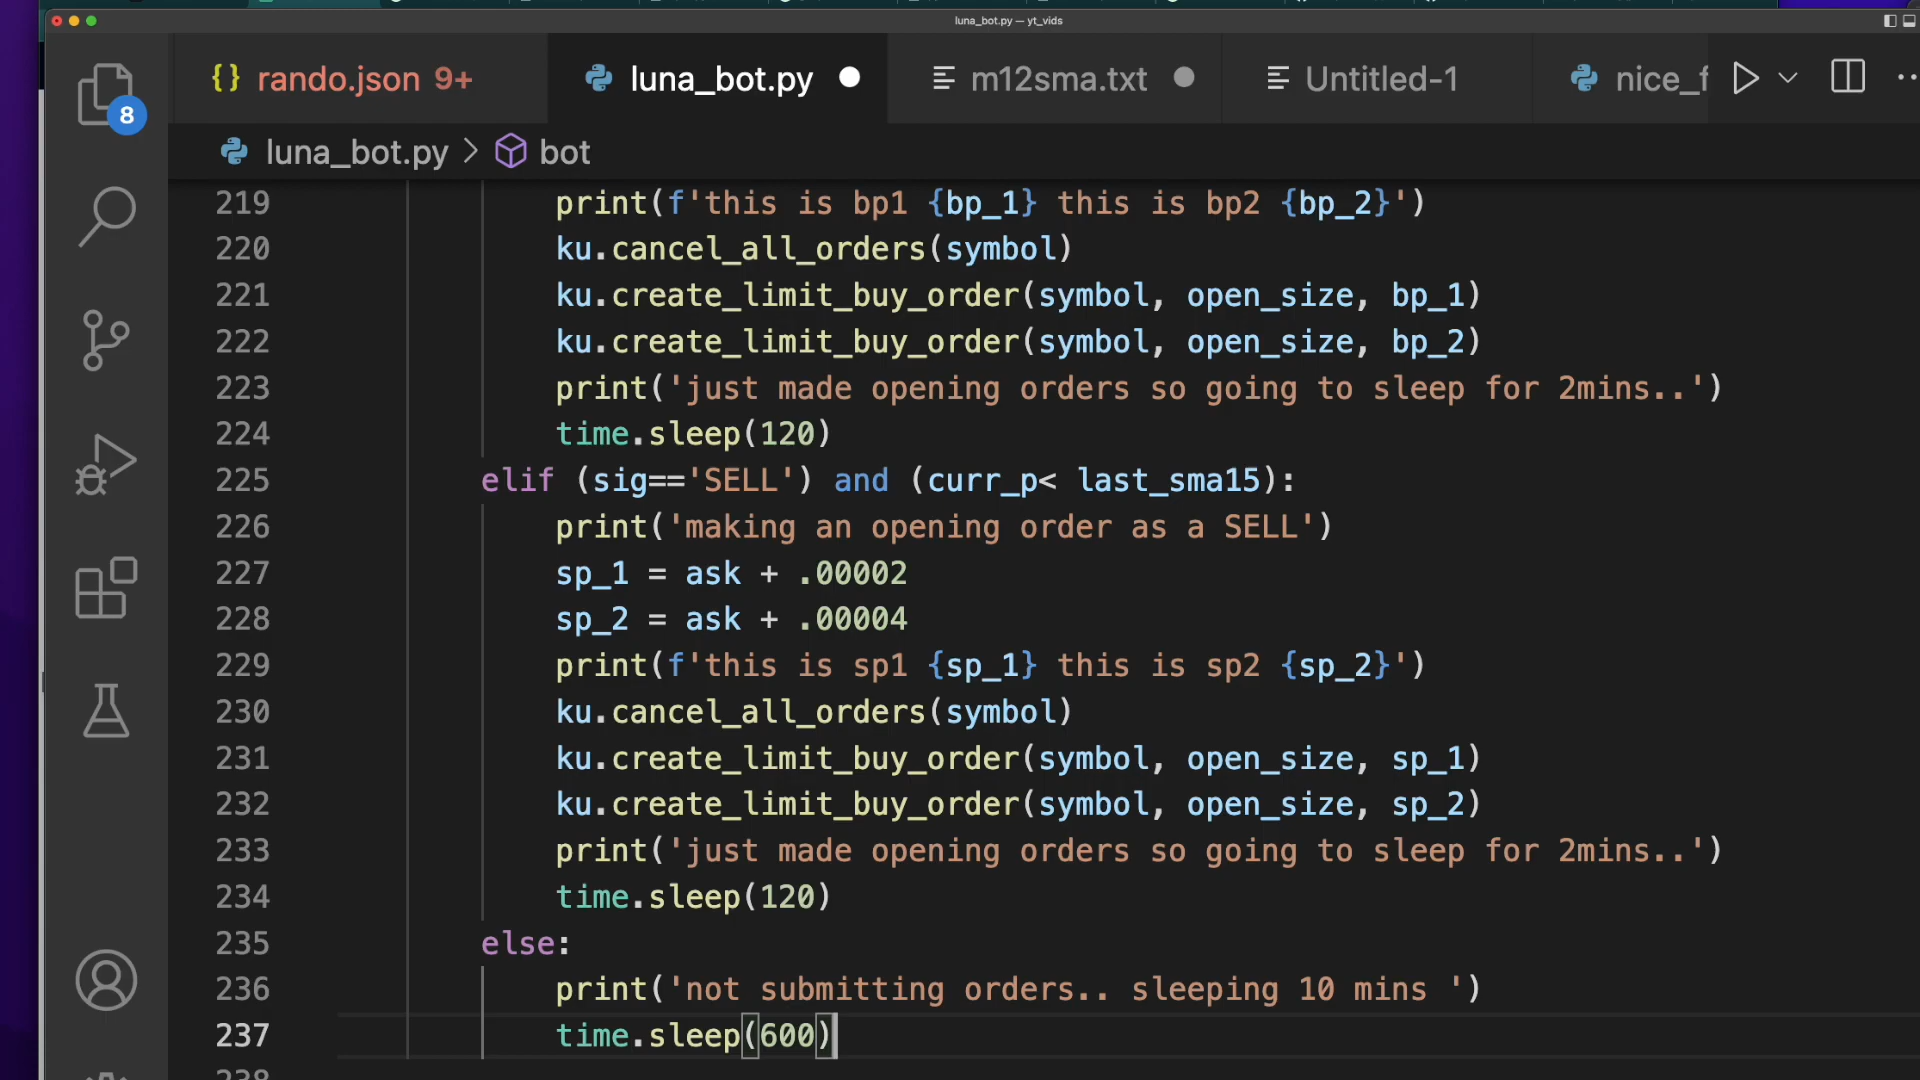 luna_bot.py — yt_vids
{} rando.json 9+
luna_bot.py
m12sma.txt
Untitled-1
nice_f
8
luna_bot.py > bot
219 print(f'this is bp1 {bp_1} this is bp2 {bp_2}')
220 ku.cancel_all_orders(symbol)
221 ku.create_limit_buy_order(symbol, open_size, bp_1)
222 ku.create_limit_buy_order(symbol, open_size, bp_2)
223 print('just made opening orders so going to sleep for 2mins..')
224 time.sleep(120)
225 elif (sig=='SELL') and (curr_p< last_sma15):
226 print('making an opening order as a SELL')
227 sp_1 = ask + .00002
228 sp_2 = ask + .00004
229 print(f'this is sp1 {sp_1} this is sp2 {sp_2}')
230 ku.cancel_all_orders(symbol)
231 ku.create_limit_buy_order(symbol, open_size, sp_1)
232 ku.create_limit_buy_order(symbol, open_size, sp_2)
233 print('just made opening orders so going to sleep for 2mins..')
234 time.sleep(120)
235 else:
236 print('not submitting orders.. sleeping 10 mins ')
237 time.sleep(600)
238